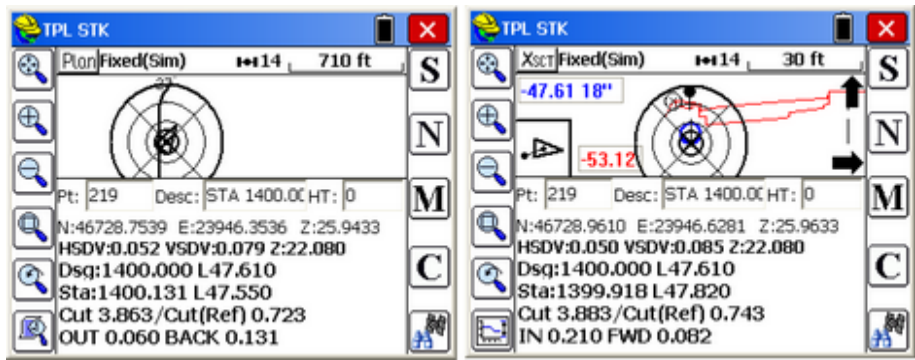 TPL STK
Plan Fixed(Sim) 14 710 ft
S
N
M
C
Pt: 219 Desc: STA 1400.00 HT: 0
N:46728.7539 E:23946.3536 Z:25.9433
HSDV:0.052 VSDV:0.079 Z:22.080
Dsg:1400.000 L47.610
Sta:1400.131 L47.550
Cut 3.863/Cut(Ref) 0.723
OUT 0.060 BACK 0.131
TPL STK
XSCT Fixed(Sim) 14 30 ft
-47.61 18"
-53.12
S
N
M
C
Pt: 219 Desc: STA 1400.00 HT: 0
N:46728.9610 E:23946.6281 Z:25.9633
HSDV:0.050 VSDV:0.085 Z:22.080
Dsg:1400.000 L47.610
Sta:1399.918 L47.820
Cut 3.883/Cut(Ref) 0.743
IN 0.210 FWD 0.082